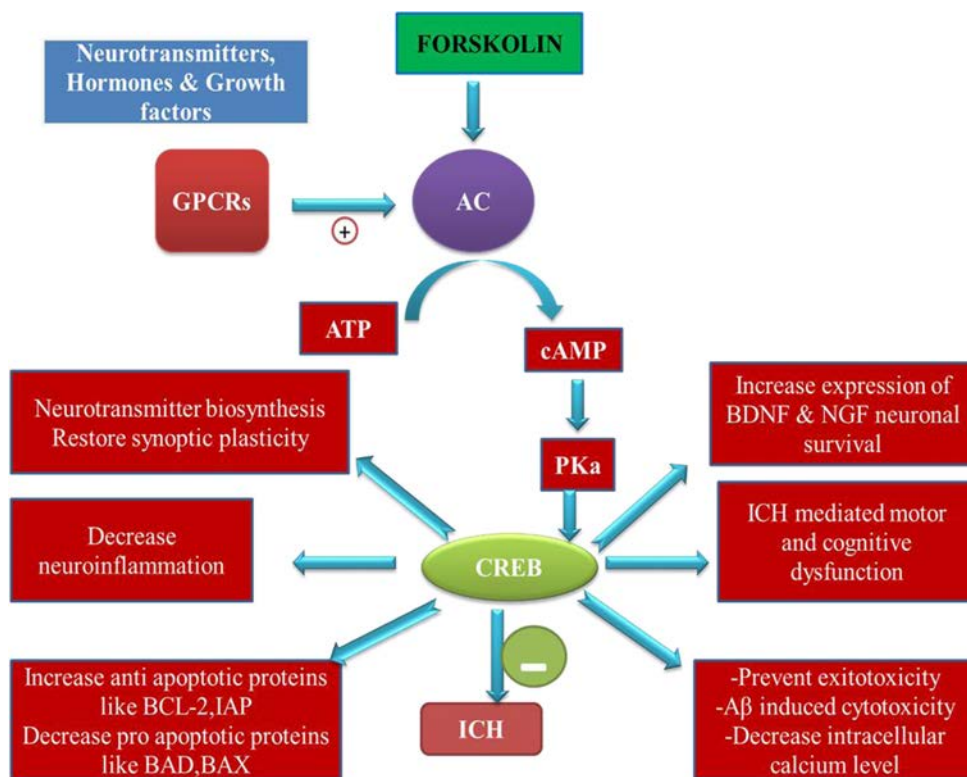 FORSKOLIN
Neurotransmitters,
Hormones & Growth
factors
GPCRs
+
AC
ATP
cAMP
PKa
Neurotransmitter biosynthesis
Restore synoptic plasticity
Increase expression of
BDNF & NGF neuronal
survival
Decrease
neuroinflammation
CREB
ICH mediated motor
and cognitive
dysfunction
Increase anti apoptotic proteins
like BCL-2,IAP
Decrease pro apoptotic proteins
like BAD,BAX
-
ICH
-Prevent exitotoxicity
-Aβ induced cytotoxicity
-Decrease intracellular
calcium level